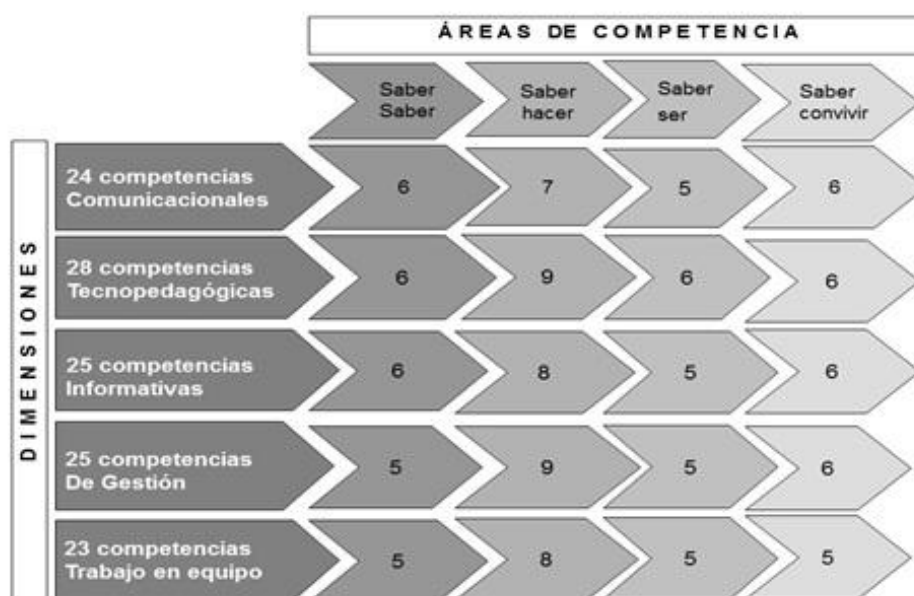 ÁREAS DE COMPETENCIA
Saber
Saber
Saber
hacer
Saber
ser
Saber
convivir
DIMENSIONES
24 competencias
Comunicacionales
6
7
5
6
28 competencias
Tecnopedagógicas
6
9
6
6
25 competencias
Informativas
6
8
5
6
25 competencias
De Gestión
5
9
5
6
23 competencias
Trabajo en equipo
5
8
5
5